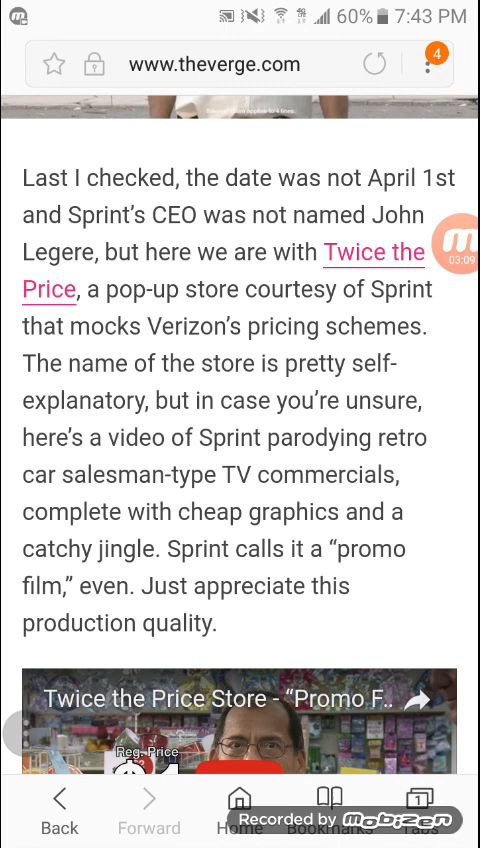 60% 7:43 PM
www.theverge.com
4
Last I checked, the date was not April 1st
and Sprint’s CEO was not named John
Legere, but here we are with Twice the
03:09
Price, a pop-up store courtesy of Sprint
that mocks Verizon’s pricing schemes.
The name of the store is pretty self-
explanatory, but in case you’re unsure,
here’s a video of Sprint parodying retro
car salesman-type TV commercials,
complete with cheap graphics and a
catchy jingle. Sprint calls it a “promo
film,” even. Just appreciate this
production quality.
Twice the Price Store - “Promo F..
Reg. Price
1
Back Forward Home Bookmarks Tabs
Recorded by mobizen